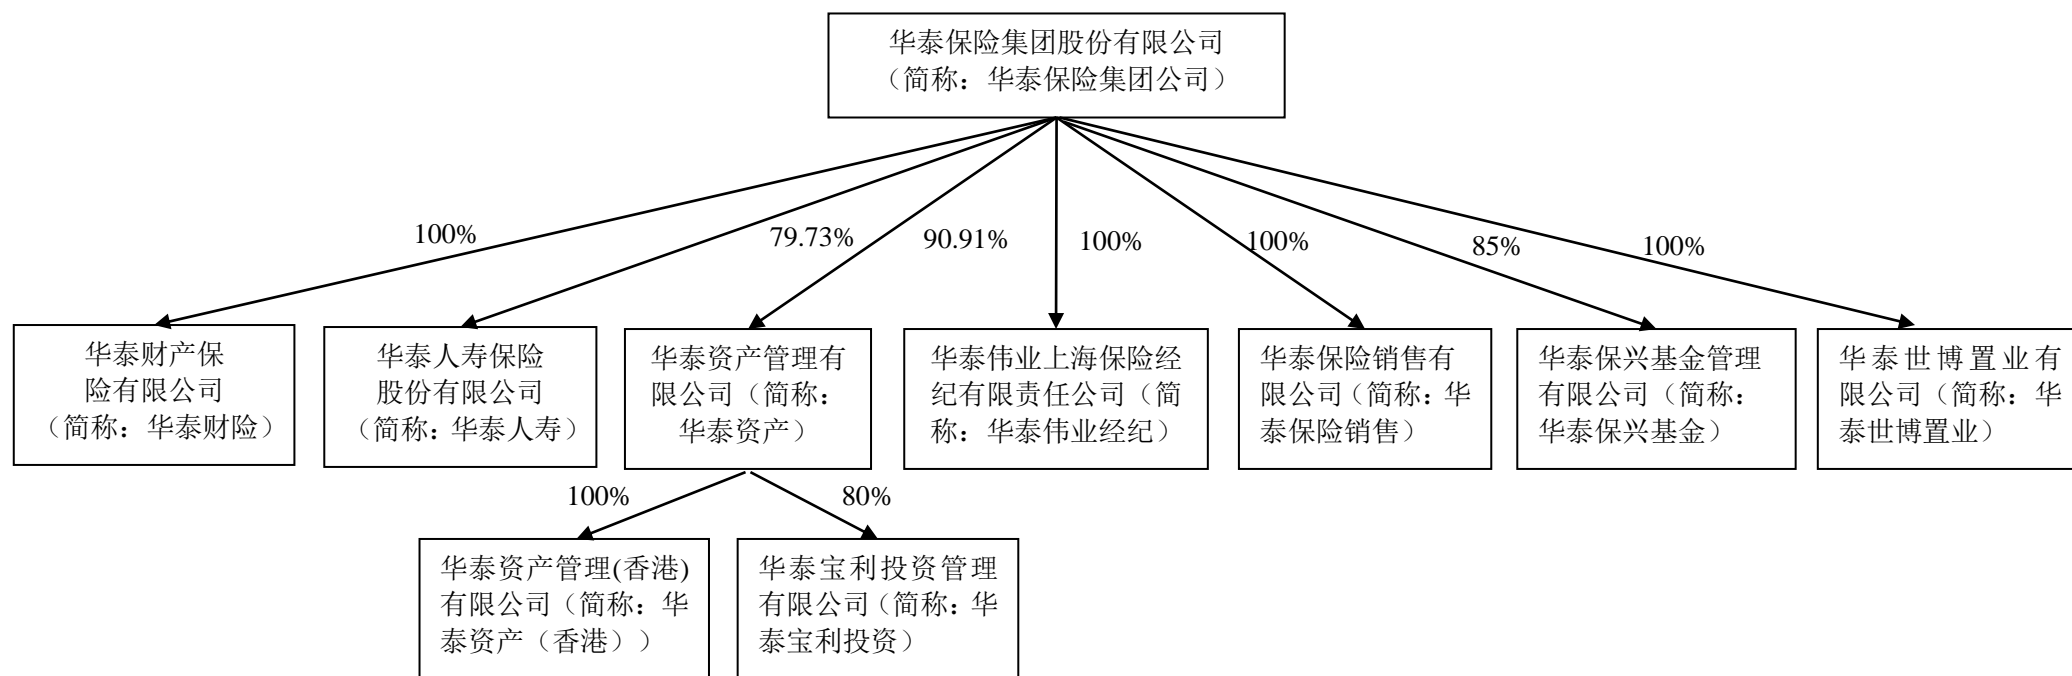 华泰保险集团股份有限公司
（简称：华泰保险集团公司）
100%
79.73%
90.91%
100%
100%
85%
100%
华泰财产保
险有限公司
（简称：华泰财险）
华泰人寿保险
股份有限公司
（简称：华泰人寿）
华泰资产管理有
限公司（简称：
华泰资产）
华泰伟业上海保险经
纪有限责任公司（简
称：华泰伟业经纪）
华泰保险销售有
限公司（简称：华
泰保险销售）
华泰保兴基金管理
有限公司（简称：
华泰保兴基金）
华泰世博置业有
限公司（简称：华
泰世博置业）
100%
80%
华泰资产管理(香港)
有限公司（简称：华
泰资产（香港））
华泰宝利投资管理
有限公司（简称：华
泰宝利投资）